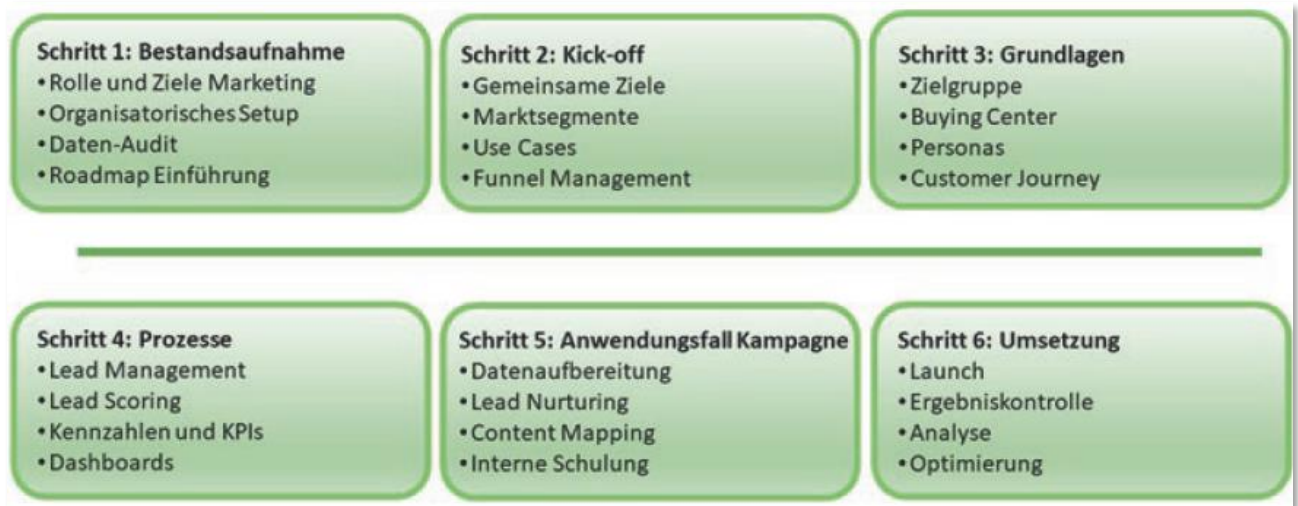 Schritt 1: Bestandsaufnahme
•Rolle und Ziele Marketing
•Organisatorisches Setup
•Daten-Audit
•Roadmap Einführung
Schritt 2: Kick-off
•Gemeinsame Ziele
•Marktsegmente
•Use Cases
•Funnel Management
Schritt 3: Grundlagen
•Zielgruppe
•Buying Center
•Personas
•Customer Journey
Schritt 4: Prozesse
•Lead Management
•Lead Scoring
•Kennzahlen und KPIs
•Dashboards
Schritt 5: Anwendungsfall Kampagne
•Datenaufbereitung
•Lead Nurturing
•Content Mapping
•Interne Schulung
Schritt 6: Umsetzung
•Launch
•Ergebniskontrolle
•Analyse
•Optimierung